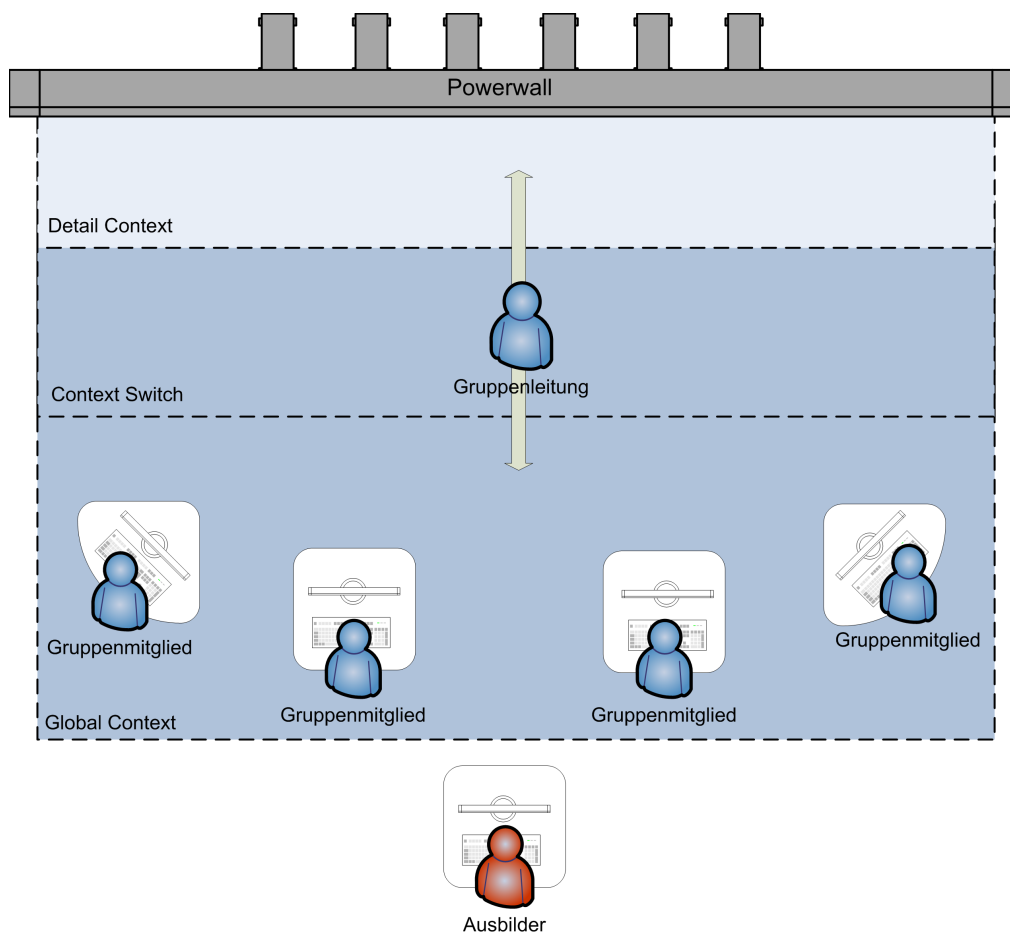 Powerwall
Detail Context
Gruppenleitung
Context Switch
Gruppenmitglied
Gruppenmitglied
Gruppenmitglied
Gruppenmitglied
Global Context
Ausbilder